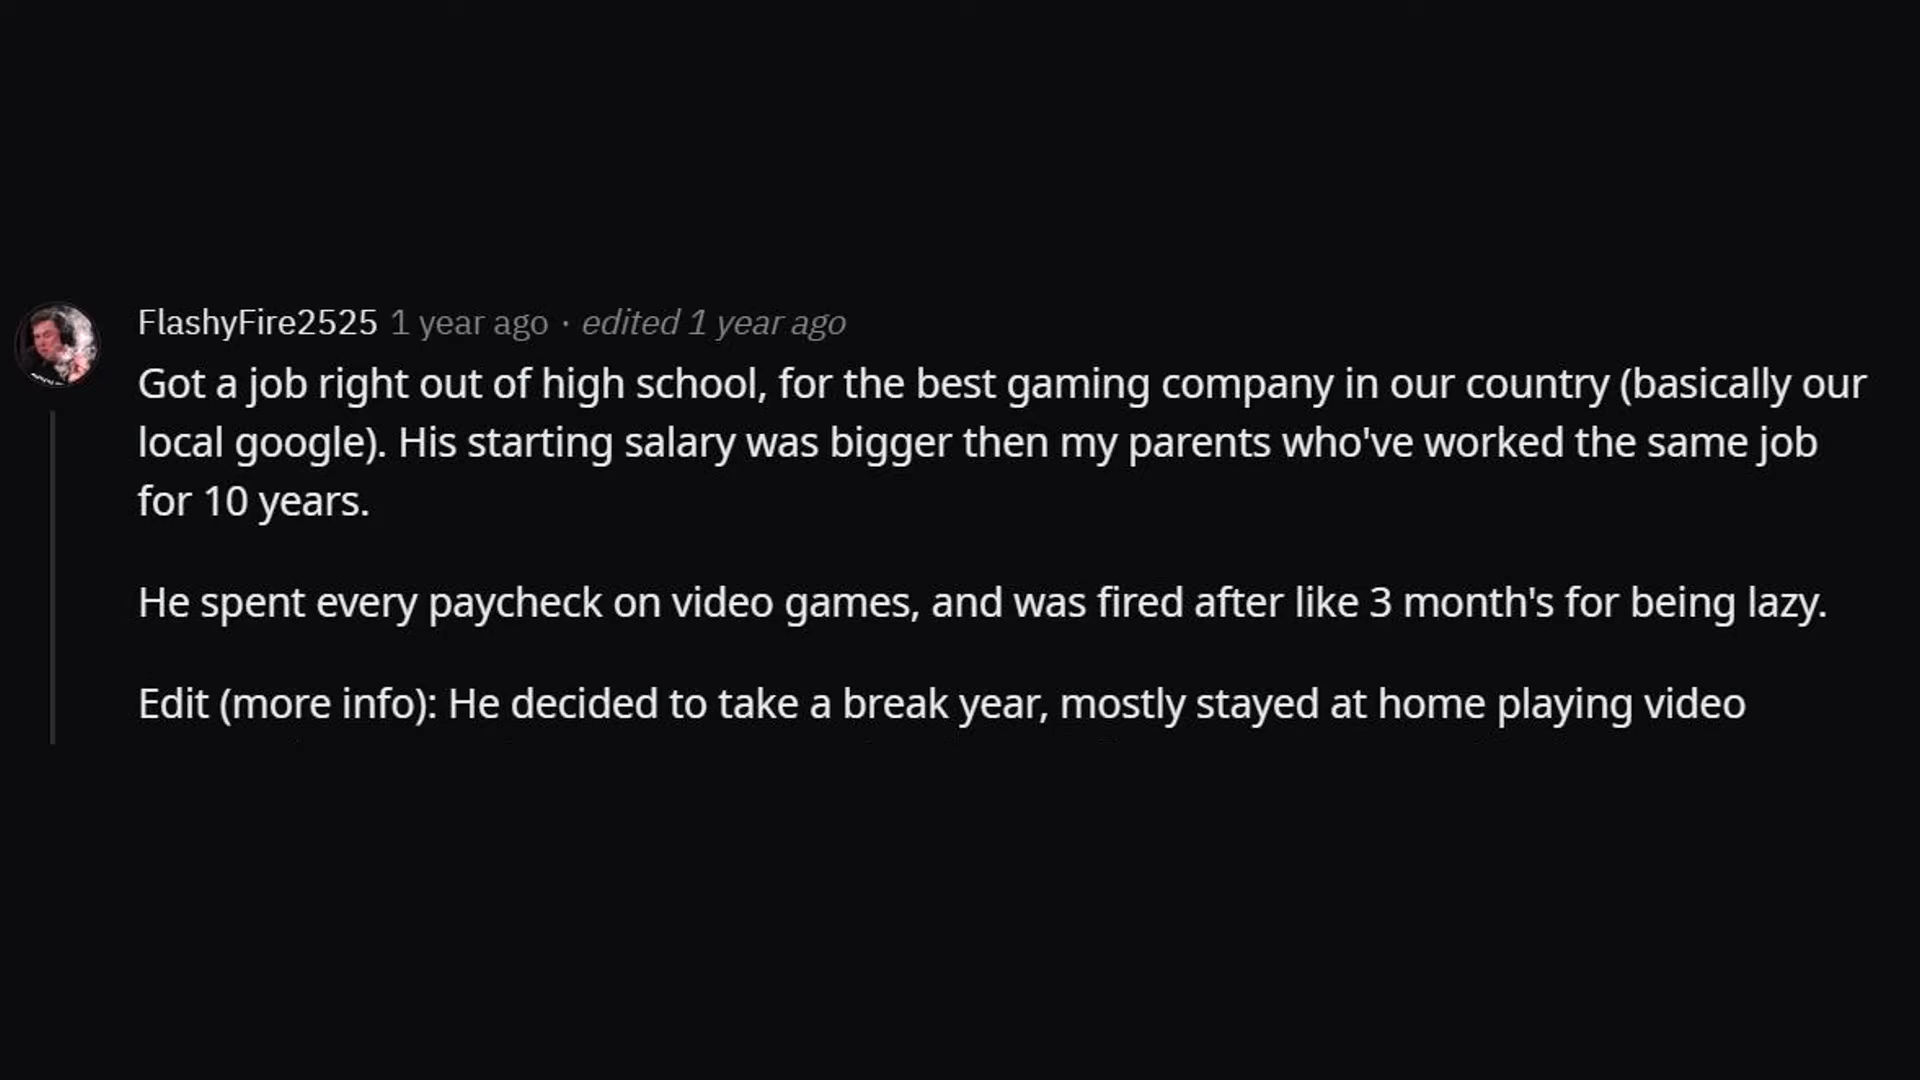 FlashyFire2525 1 year ago · edited 1 year ago
Got a job right out of high school, for the best gaming company in our country (basically our
local google). His starting salary was bigger then my parents who've worked the same job
for 10 years.
He spent every paycheck on video games, and was fired after like 3 month's for being lazy.
Edit (more info): He decided to take a break year, mostly stayed at home playing video